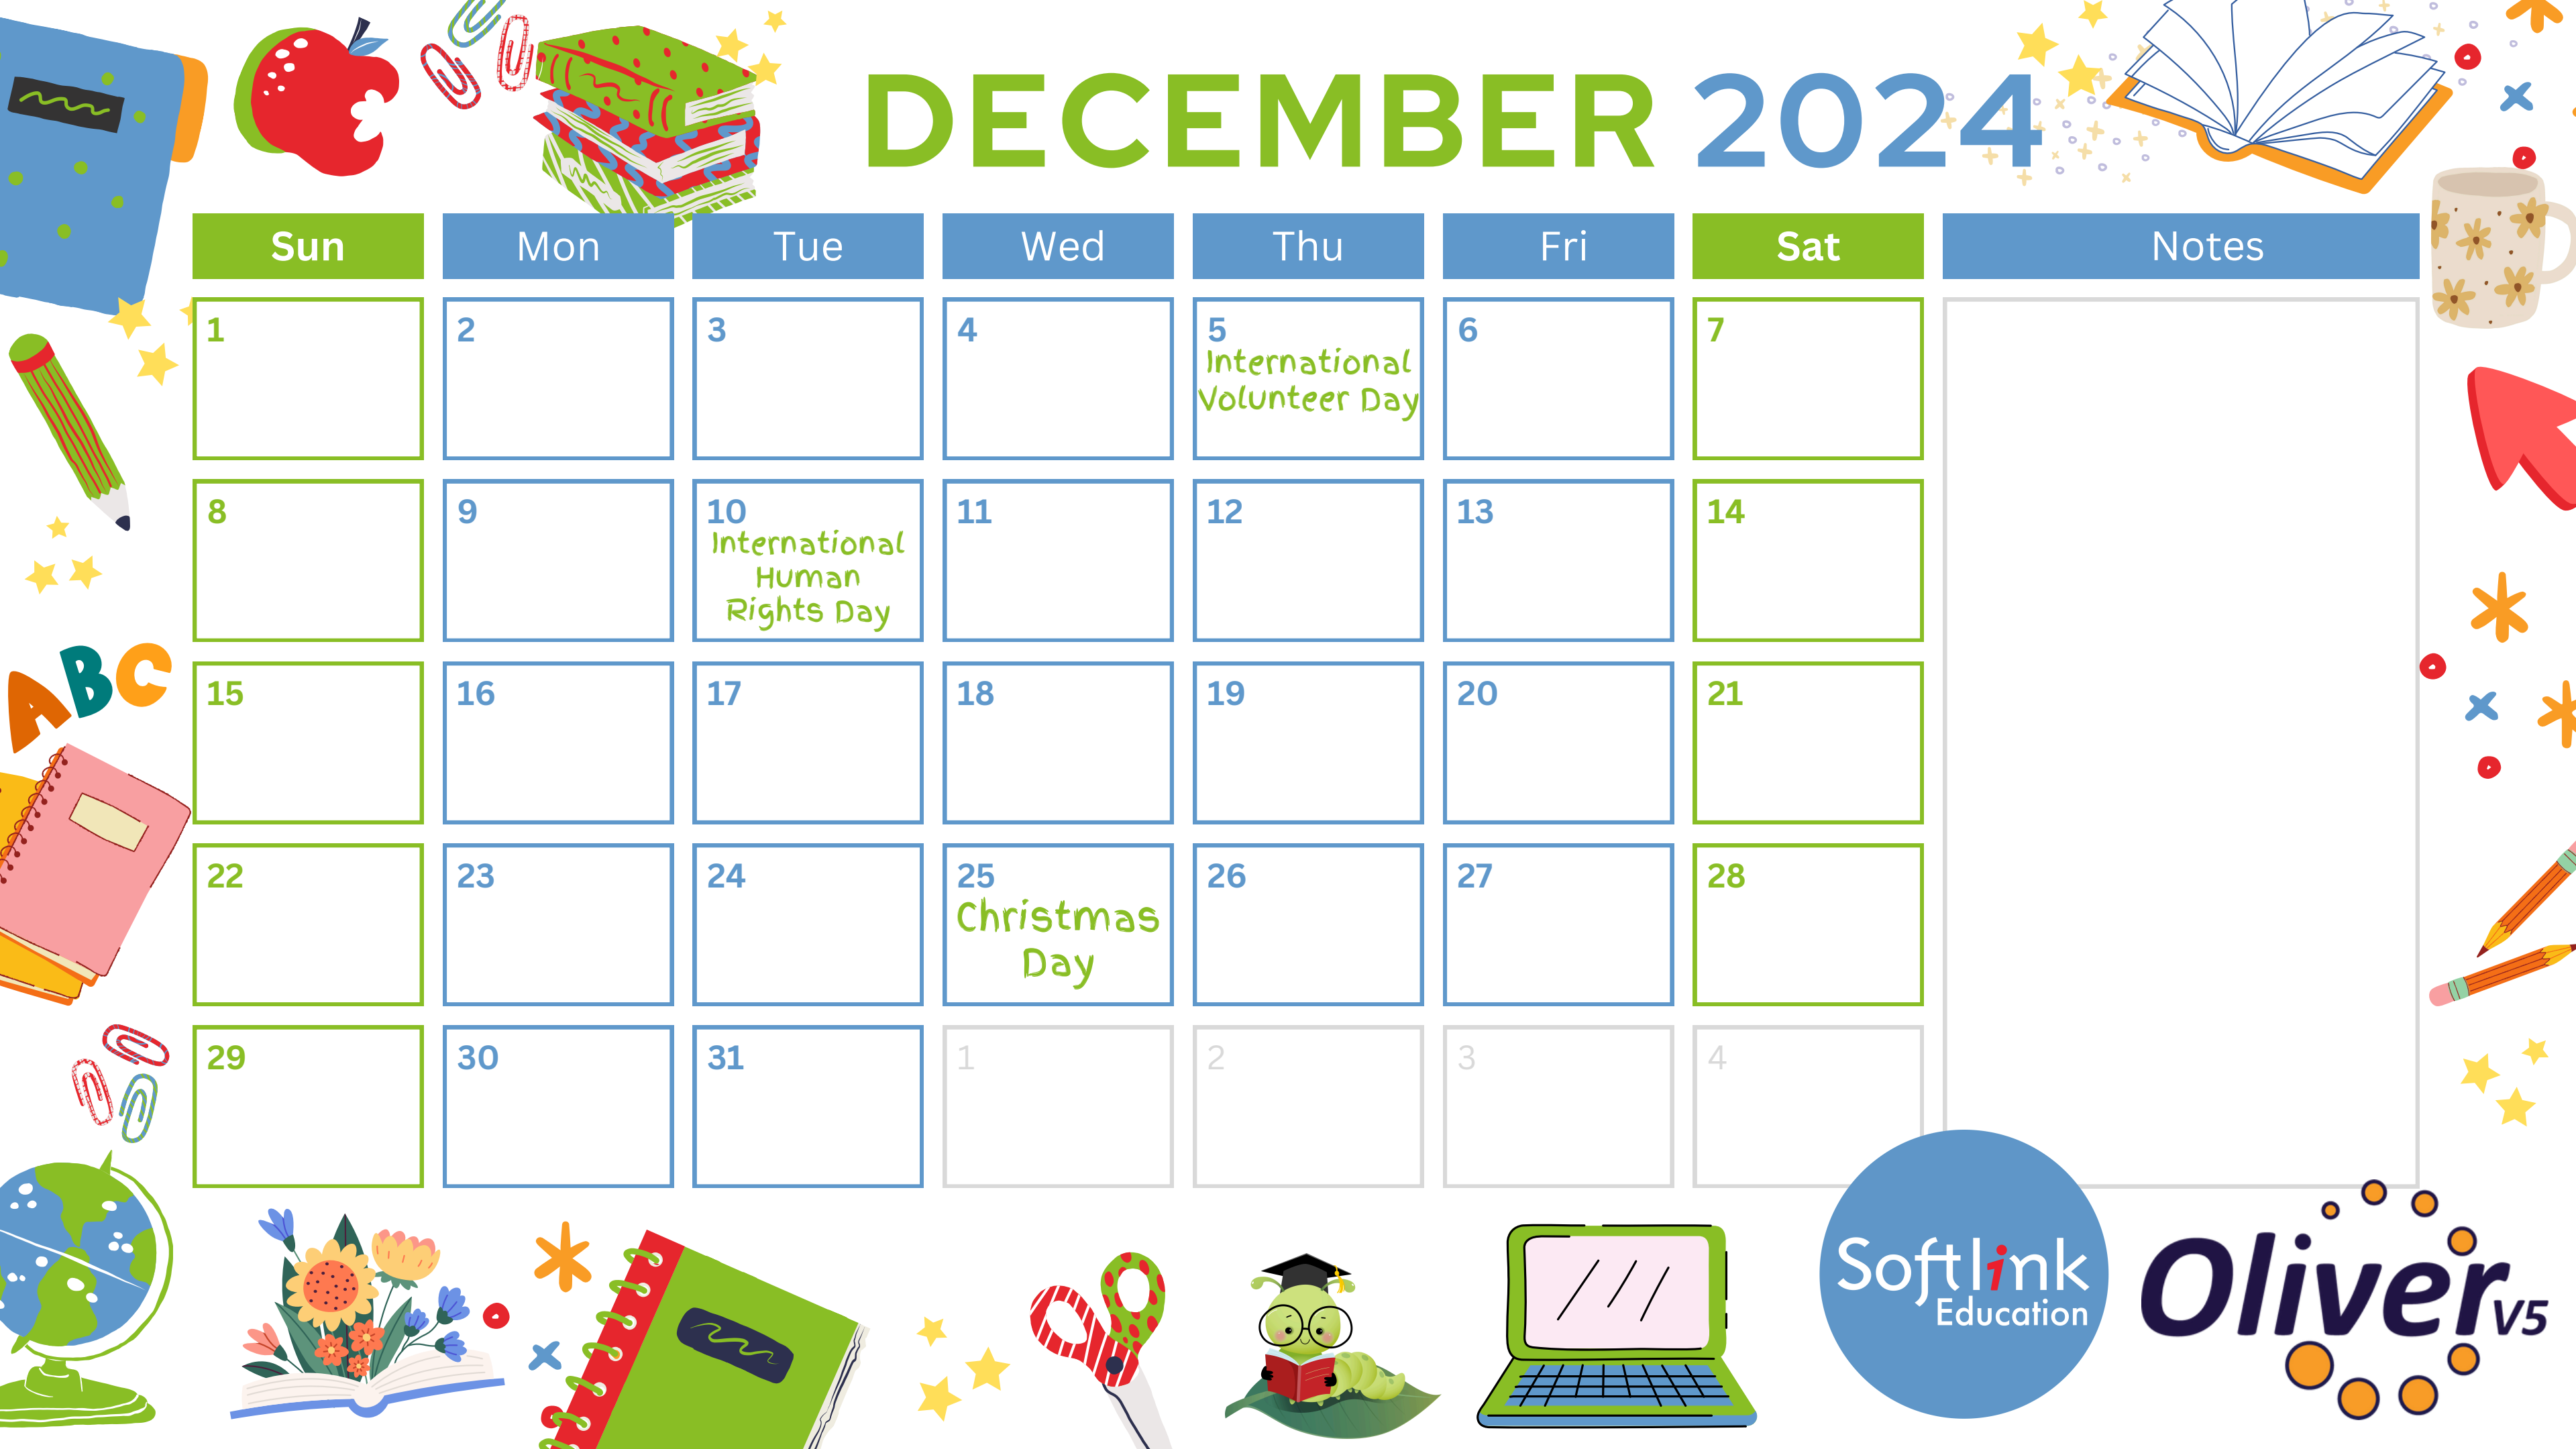 DECEMBER 2024
Sun Mon Tue Wed Thu Fri Sat Notes
1 2 3 4 5 6 7
International
Volunteer Day
8 9 10 11 12 13 14
International
Human
Rights Day
ABC
15 16 17 18 19 20 21
22 23 24 25 26 27 28
Christmas
Day
29 30 31 1 2 3 4
Softlink
Education
Oliver v5